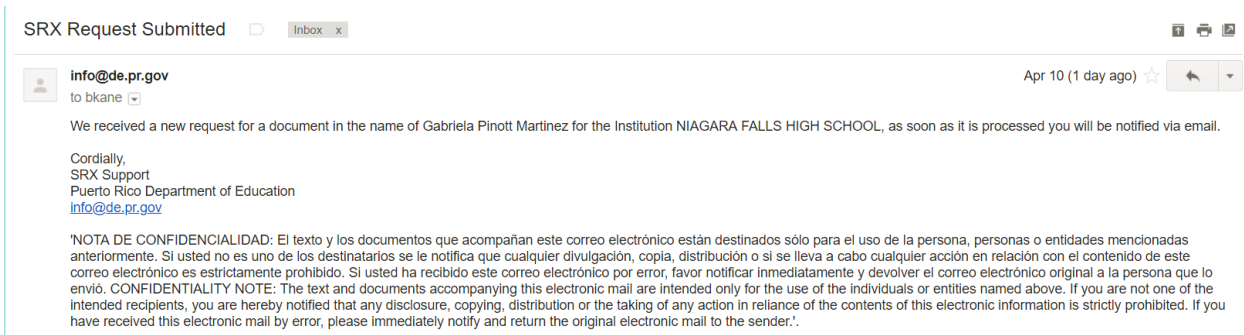 SRX Request Submitted
Inbox x
info@de.pr.gov
Apr 10 (1 day ago)
to bkane
We received a new request for a document in the name of Gabriela Pinott Martinez for the Institution NIAGARA FALLS HIGH SCHOOL, as soon as it is processed you will be notified via email.
Cordially,
SRX Support
Puerto Rico Department of Education
info@de.pr.gov
'NOTA DE CONFIDENCIALIDAD: El texto y los documentos que acompañan este correo electrónico están destinados sólo para el uso de la persona, personas o entidades mencionadas
anteriormente. Si usted no es uno de los destinatarios se le notifica que cualquier divulgación, copia, distribución o si se lleva a cabo cualquier acción en relación con el contenido de este
correo electrónico es estrictamente prohibido. Si usted ha recibido este correo electrónico por error, favor notificar inmediatamente y devolver el correo electrónico original a la persona que lo
envió. CONFIDENTIALITY NOTE: The text and documents accompanying this electronic mail are intended only for the use of the individuals or entities named above. If you are not one of the
intended recipients, you are hereby notified that any disclosure, copying, distribution or the taking of any action in reliance of the contents of this electronic information is strictly prohibited. If you
have received this electronic mail by error, please immediately notify and return the original electronic mail to the sender.'.